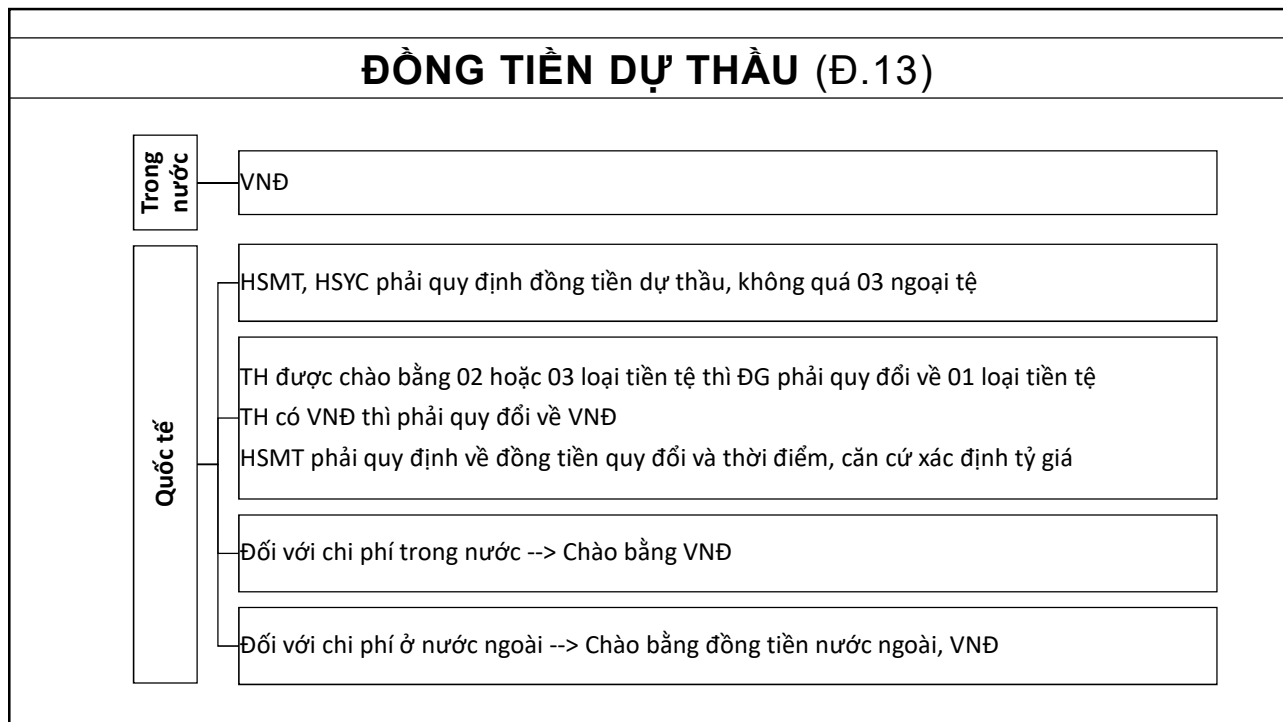 ĐỒNG TIỀN DỰ THẦU (Đ.13)
Trong
nước
VNĐ
Quốc tế
HSMT, HSYC phải quy định đồng tiền dự thầu, không quá 03 ngoại tệ
TH được chào bằng 02 hoặc 03 loại tiền tệ thì ĐG phải quy đổi về 01 loại tiền tệ
TH có VNĐ thì phải quy đổi về VNĐ
HSMT phải quy định về đồng tiền quy đổi và thời điểm, căn cứ xác định tỷ giá
Đối với chi phí trong nước --> Chào bằng VNĐ
Đối với chi phí ở nước ngoài --> Chào bằng đồng tiền nước ngoài, VNĐ